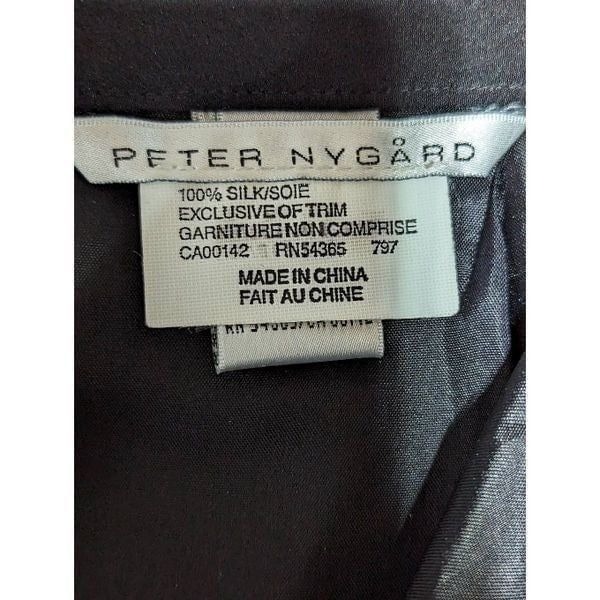 PETER NYGÅRD
100% SILK/SOIE
EXCLUSIVE OF TRIM
GARNITURE NON COMPRISE
CA00142 RN54365 797
MADE IN CHINA
FAIT AU CHINE